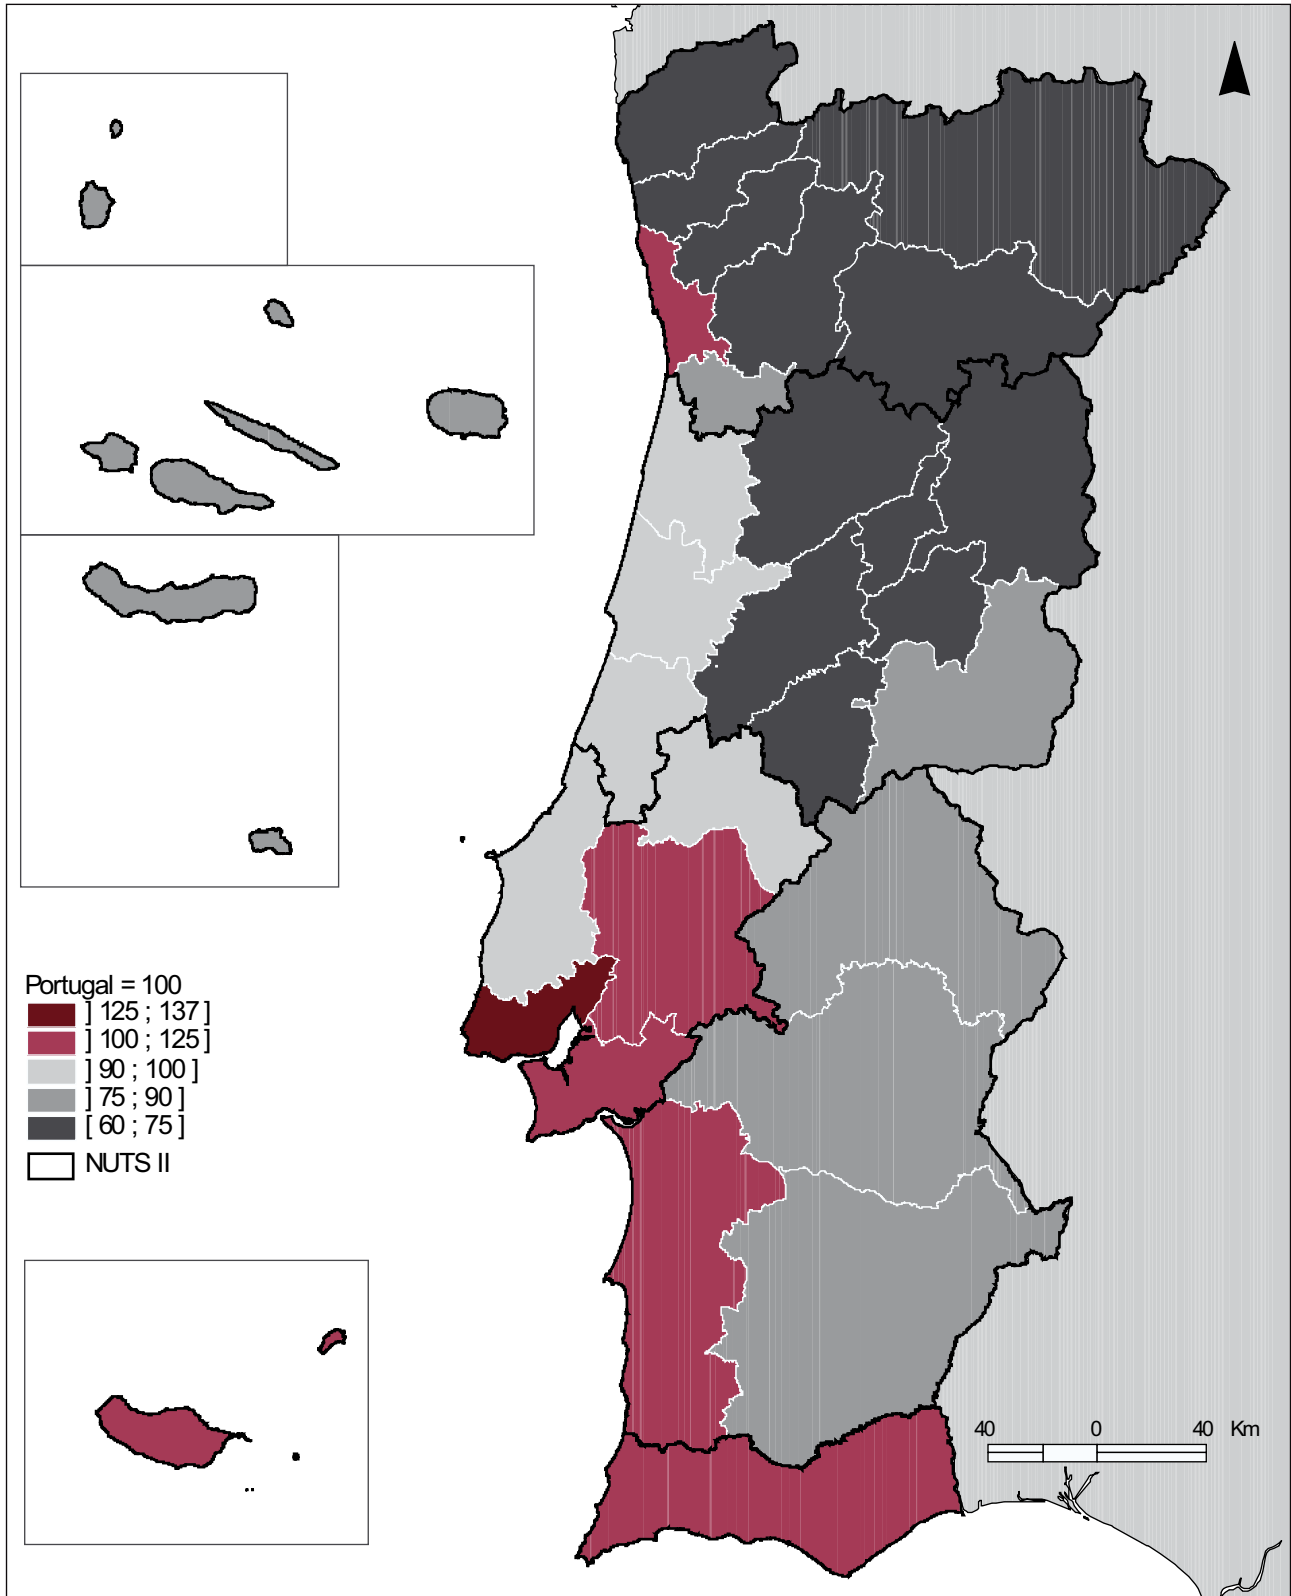 Portugal = 100
] 125 ; 137 ]
] 100 ; 125 ]
] 90 ; 100 ]
] 75 ; 90 ]
[ 60 ; 75 ]
NUTS II
40 0 40 Km